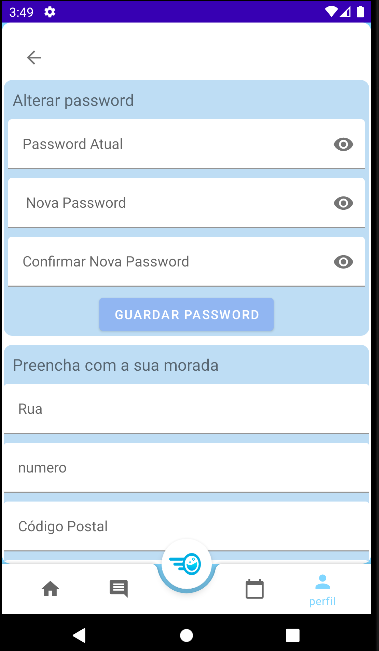 3:49
Alterar password
Password Atual
Nova Password
Confirmar Nova Password
GUARDAR PASSWORD
Preencha com a sua morada
Rua
numero
Código Postal
perfil